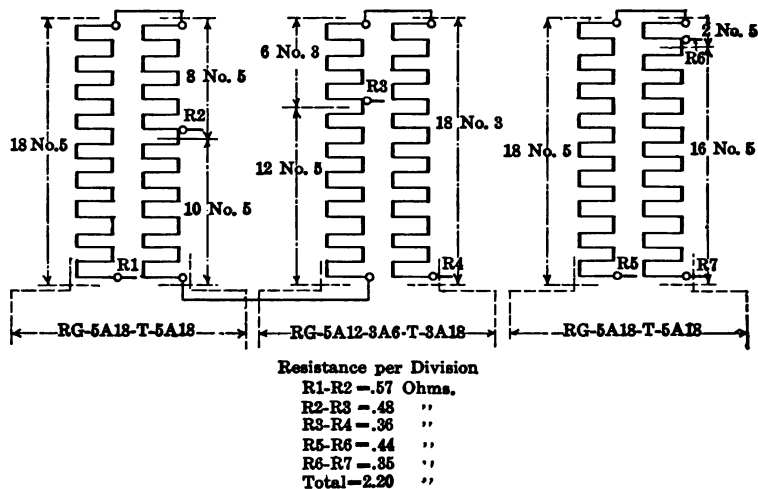 6 No. 3
2 No. 5
8 No. 5
R6
R3
R2
18 No.5
18 No. 3
18 No. 5
16 No. 5
12 No. 5
10 No. 5
R1
R4
R5
R7
RG-5A18-T-5A18
RG-5A12-3A6-T-3A18
RG-5A18-T-5A18
Resistance per Division
R1-R2=.57 Ohms.
R2-R3=.48 ''
R3-R4=.36 ''
R5-R6=.44 ''
R6-R7=.35 ''
Total=2.20 ''